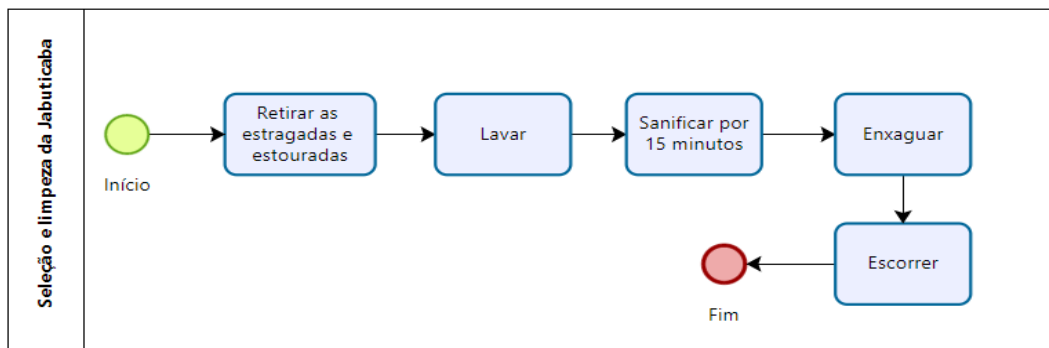 Seleção e limpeza da Jabuticaba
Início
Retirar as
estragadas e
estouradas
Lavar
Sanificar por
15 minutos
Enxaguar
Escorrer
Fim